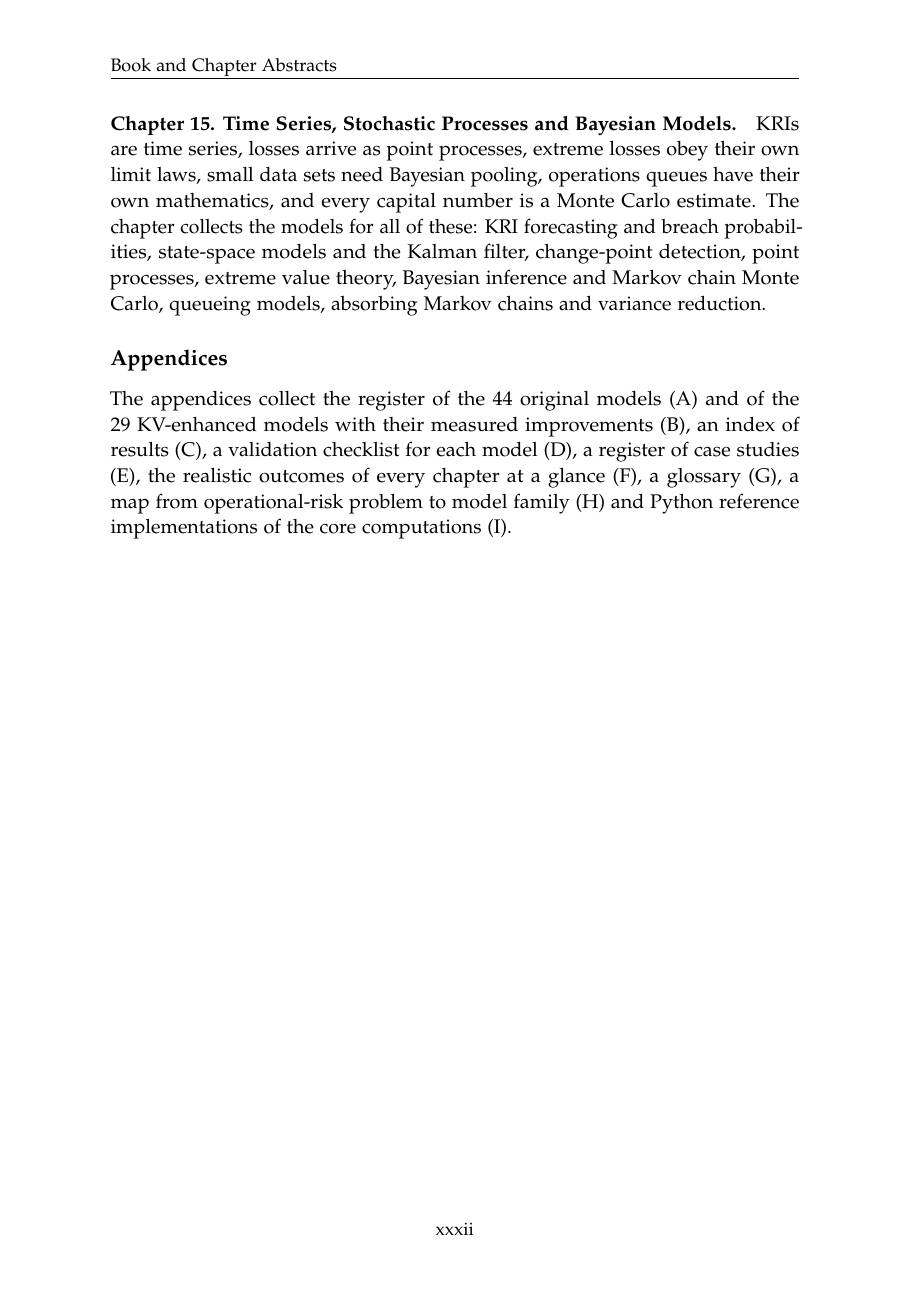 Book and Chapter Abstracts
Chapter 15. Time Series, Stochastic Processes and Bayesian Models. KRIs
are time series, losses arrive as point processes, extreme losses obey their own
limit laws, small data sets need Bayesian pooling, operations queues have their
own mathematics, and every capital number is a Monte Carlo estimate. The
chapter collects the models for all of these: KRI forecasting and breach probabil-
ities, state-space models and the Kalman filter, change-point detection, point
processes, extreme value theory, Bayesian inference and Markov chain Monte
Carlo, queueing models, absorbing Markov chains and variance reduction.
Appendices
The appendices collect the register of the 44 original models (A) and of the
29 KV-enhanced models with their measured improvements (B), an index of
results (C), a validation checklist for each model (D), a register of case studies
(E), the realistic outcomes of every chapter at a glance (F), a glossary (G), a
map from operational-risk problem to model family (H) and Python reference
implementations of the core computations (I).
xxxii